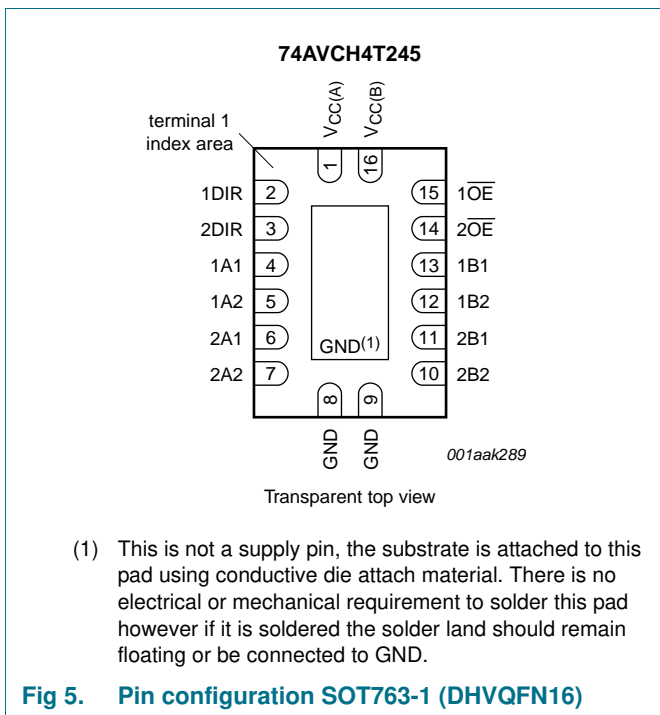 74AVCH4T245
terminal 1
index area
VCC(A)
VCC(B)
1
16
1DIR 2
15 1OE
2DIR 3
14 2OE
1A1 4
13 1B1
1A2 5
12 1B2
2A1 6
11 2B1
2A2 7
10 2B2
GND(1)
8
9
GND
GND
001aak289
Transparent top view
(1) This is not a supply pin, the substrate is attached to this
pad using conductive die attach material. There is no
electrical or mechanical requirement to solder this pad
however if it is soldered the solder land should remain
floating or be connected to GND.
Fig 5. Pin configuration SOT763-1 (DHVQFN16)